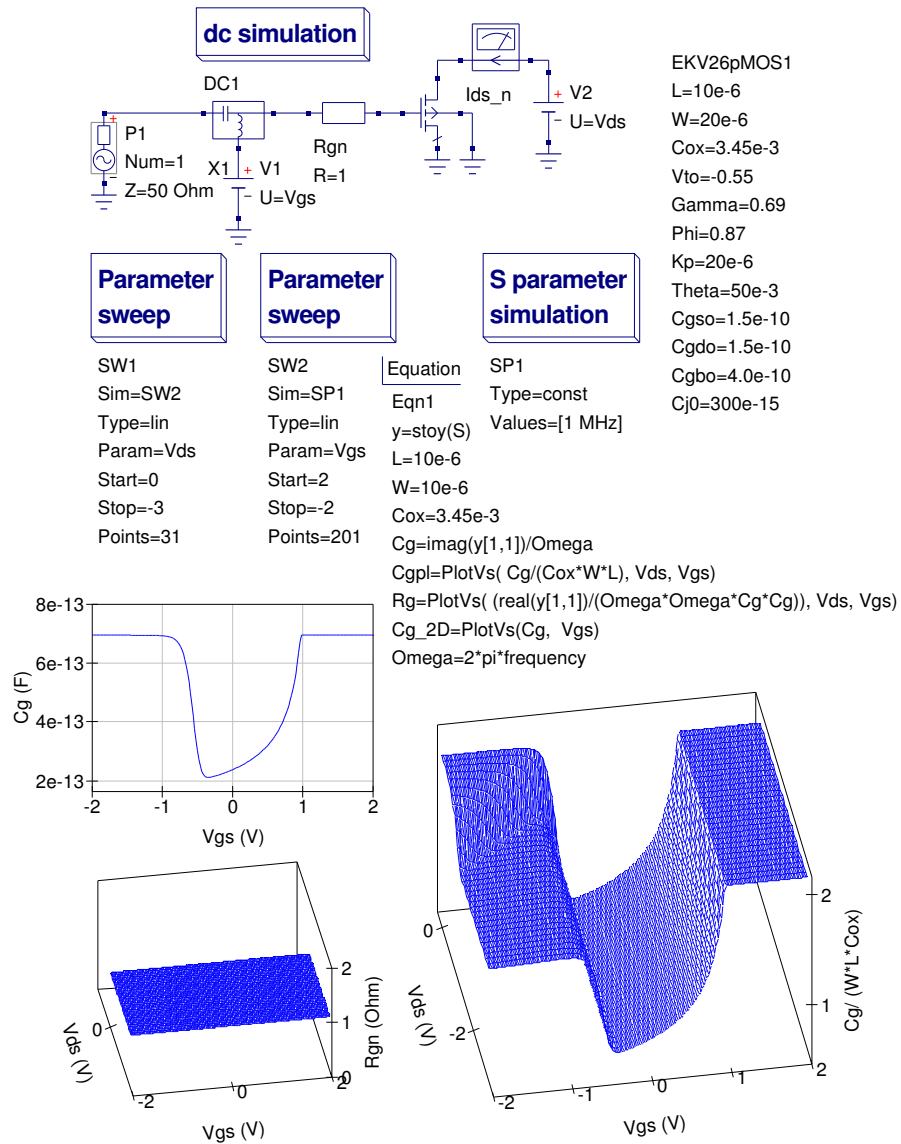 dc simulation
DC1
P1
Num=1
Z=50 Ohm
X1
V1
U=Vgs
Rgn
R=1
Ids_n
V2
U=Vds
EKV26pMOS1
L=10e-6
W=20e-6
Cox=3.45e-3
Vto=-0.55
Gamma=0.69
Phi=0.87
Kp=20e-6
Theta=50e-3
Cgso=1.5e-10
Cgdo=1.5e-10
Cgbo=4.0e-10
Cj0=300e-15
Parameter
sweep
SW1
Sim=SW2
Type=lin
Param=Vds
Start=0
Stop=-3
Points=31
Parameter
sweep
SW2
Sim=SP1
Type=lin
Param=Vgs
Start=2
Stop=-2
Points=201
Equation
Eqn1
y=stoy(S)
L=10e-6
W=10e-6
Cox=3.45e-3
Cg=imag(y[1,1])/Omega
Cgpl=PlotVs( Cg/(Cox*W*L), Vds, Vgs)
Rg=PlotVs( (real(y[1,1])/(Omega*Omega*Cg*Cg)), Vds, Vgs)
Cg_2D=PlotVs(Cg, Vgs)
Omega=2*pi*frequency
S parameter
simulation
SP1
Type=const
Values=[1 MHz]
8e-13
6e-13
4e-13
2e-13
Cg (F)
-2 -1 0 1 2
Vgs (V)
0
Vds (V)
-2 0 2
Vgs (V)
2
1
0
Rgn (Ohm)
0
-2
Vds (V)
-2 -1 0 1 2
Vgs (V)
2
1
Cg/ (W*L*Cox)